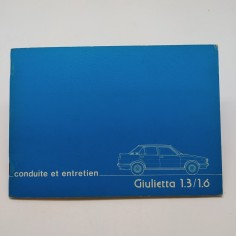 conduite et entretien
Giulietta 1.3/1.6